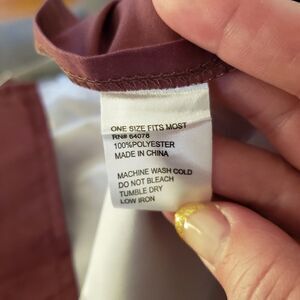 ONE SIZE FITS MOST
RN# 64078
100%POLYESTER
MADE IN CHINA
MACHINE WASH COLD
DO NOT BLEACH
TUMBLE DRY
LOW IRON